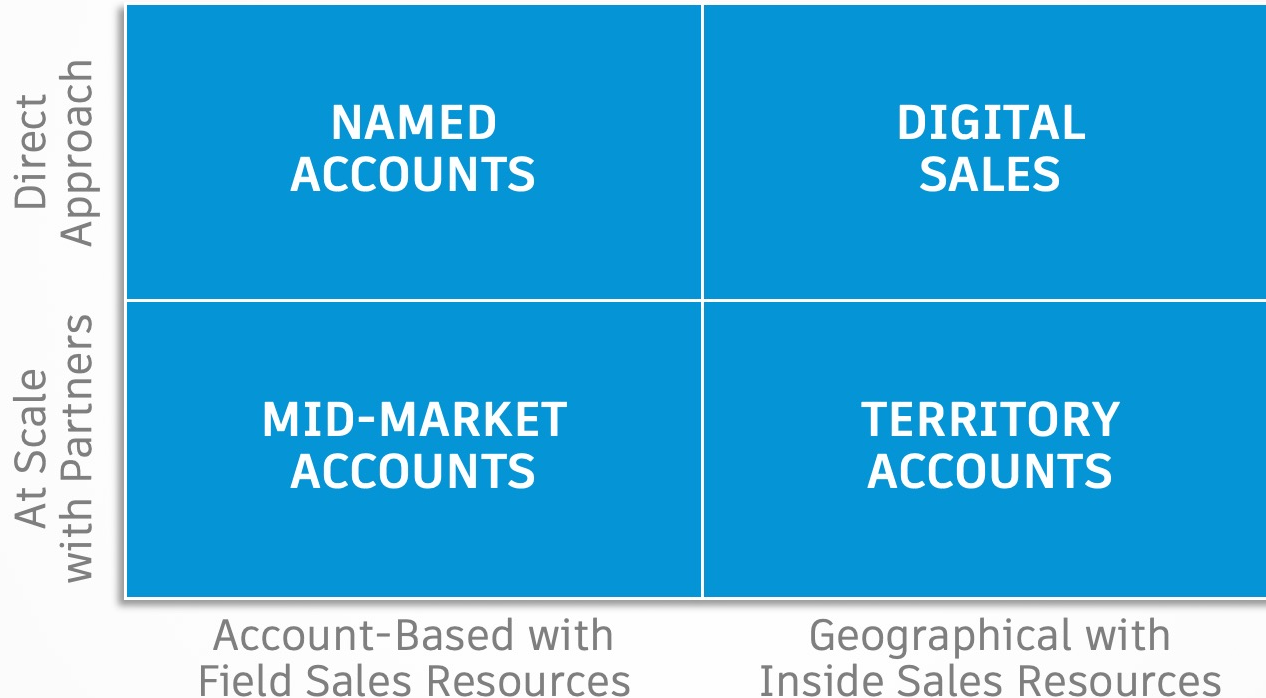 Direct
Approach
NAMED
ACCOUNTS
DIGITAL
SALES
At Scale
with Partners
MID-MARKET
ACCOUNTS
TERRITORY
ACCOUNTS
Account-Based with
Field Sales Resources
Geographical with
Inside Sales Resources